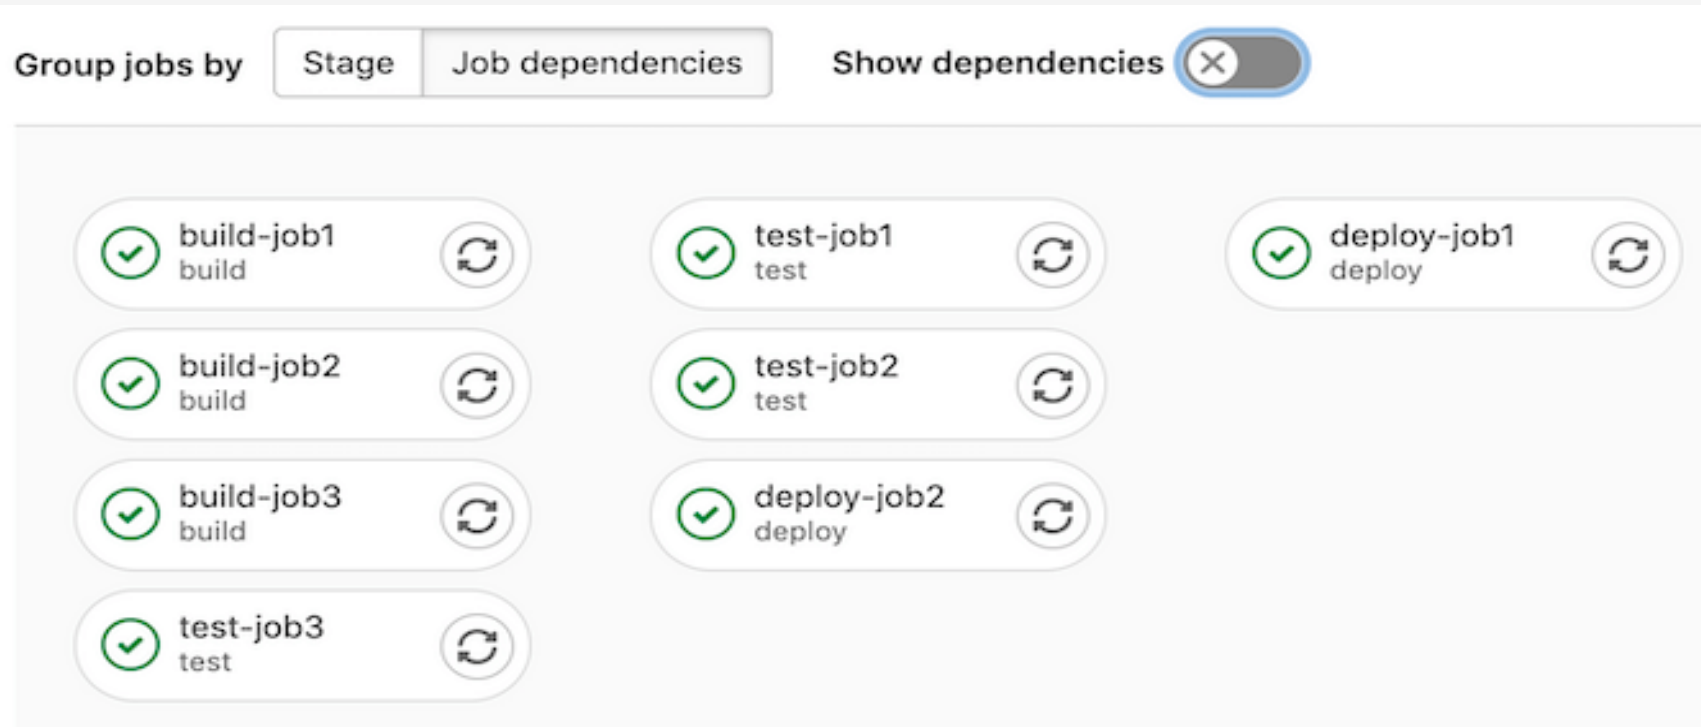 Group jobs by Stage Job dependencies Show dependencies
build-job1
build
build-job2
build
build-job3
build
test-job3
test
test-job1
test
test-job2
test
deploy-job2
deploy
deploy-job1
deploy